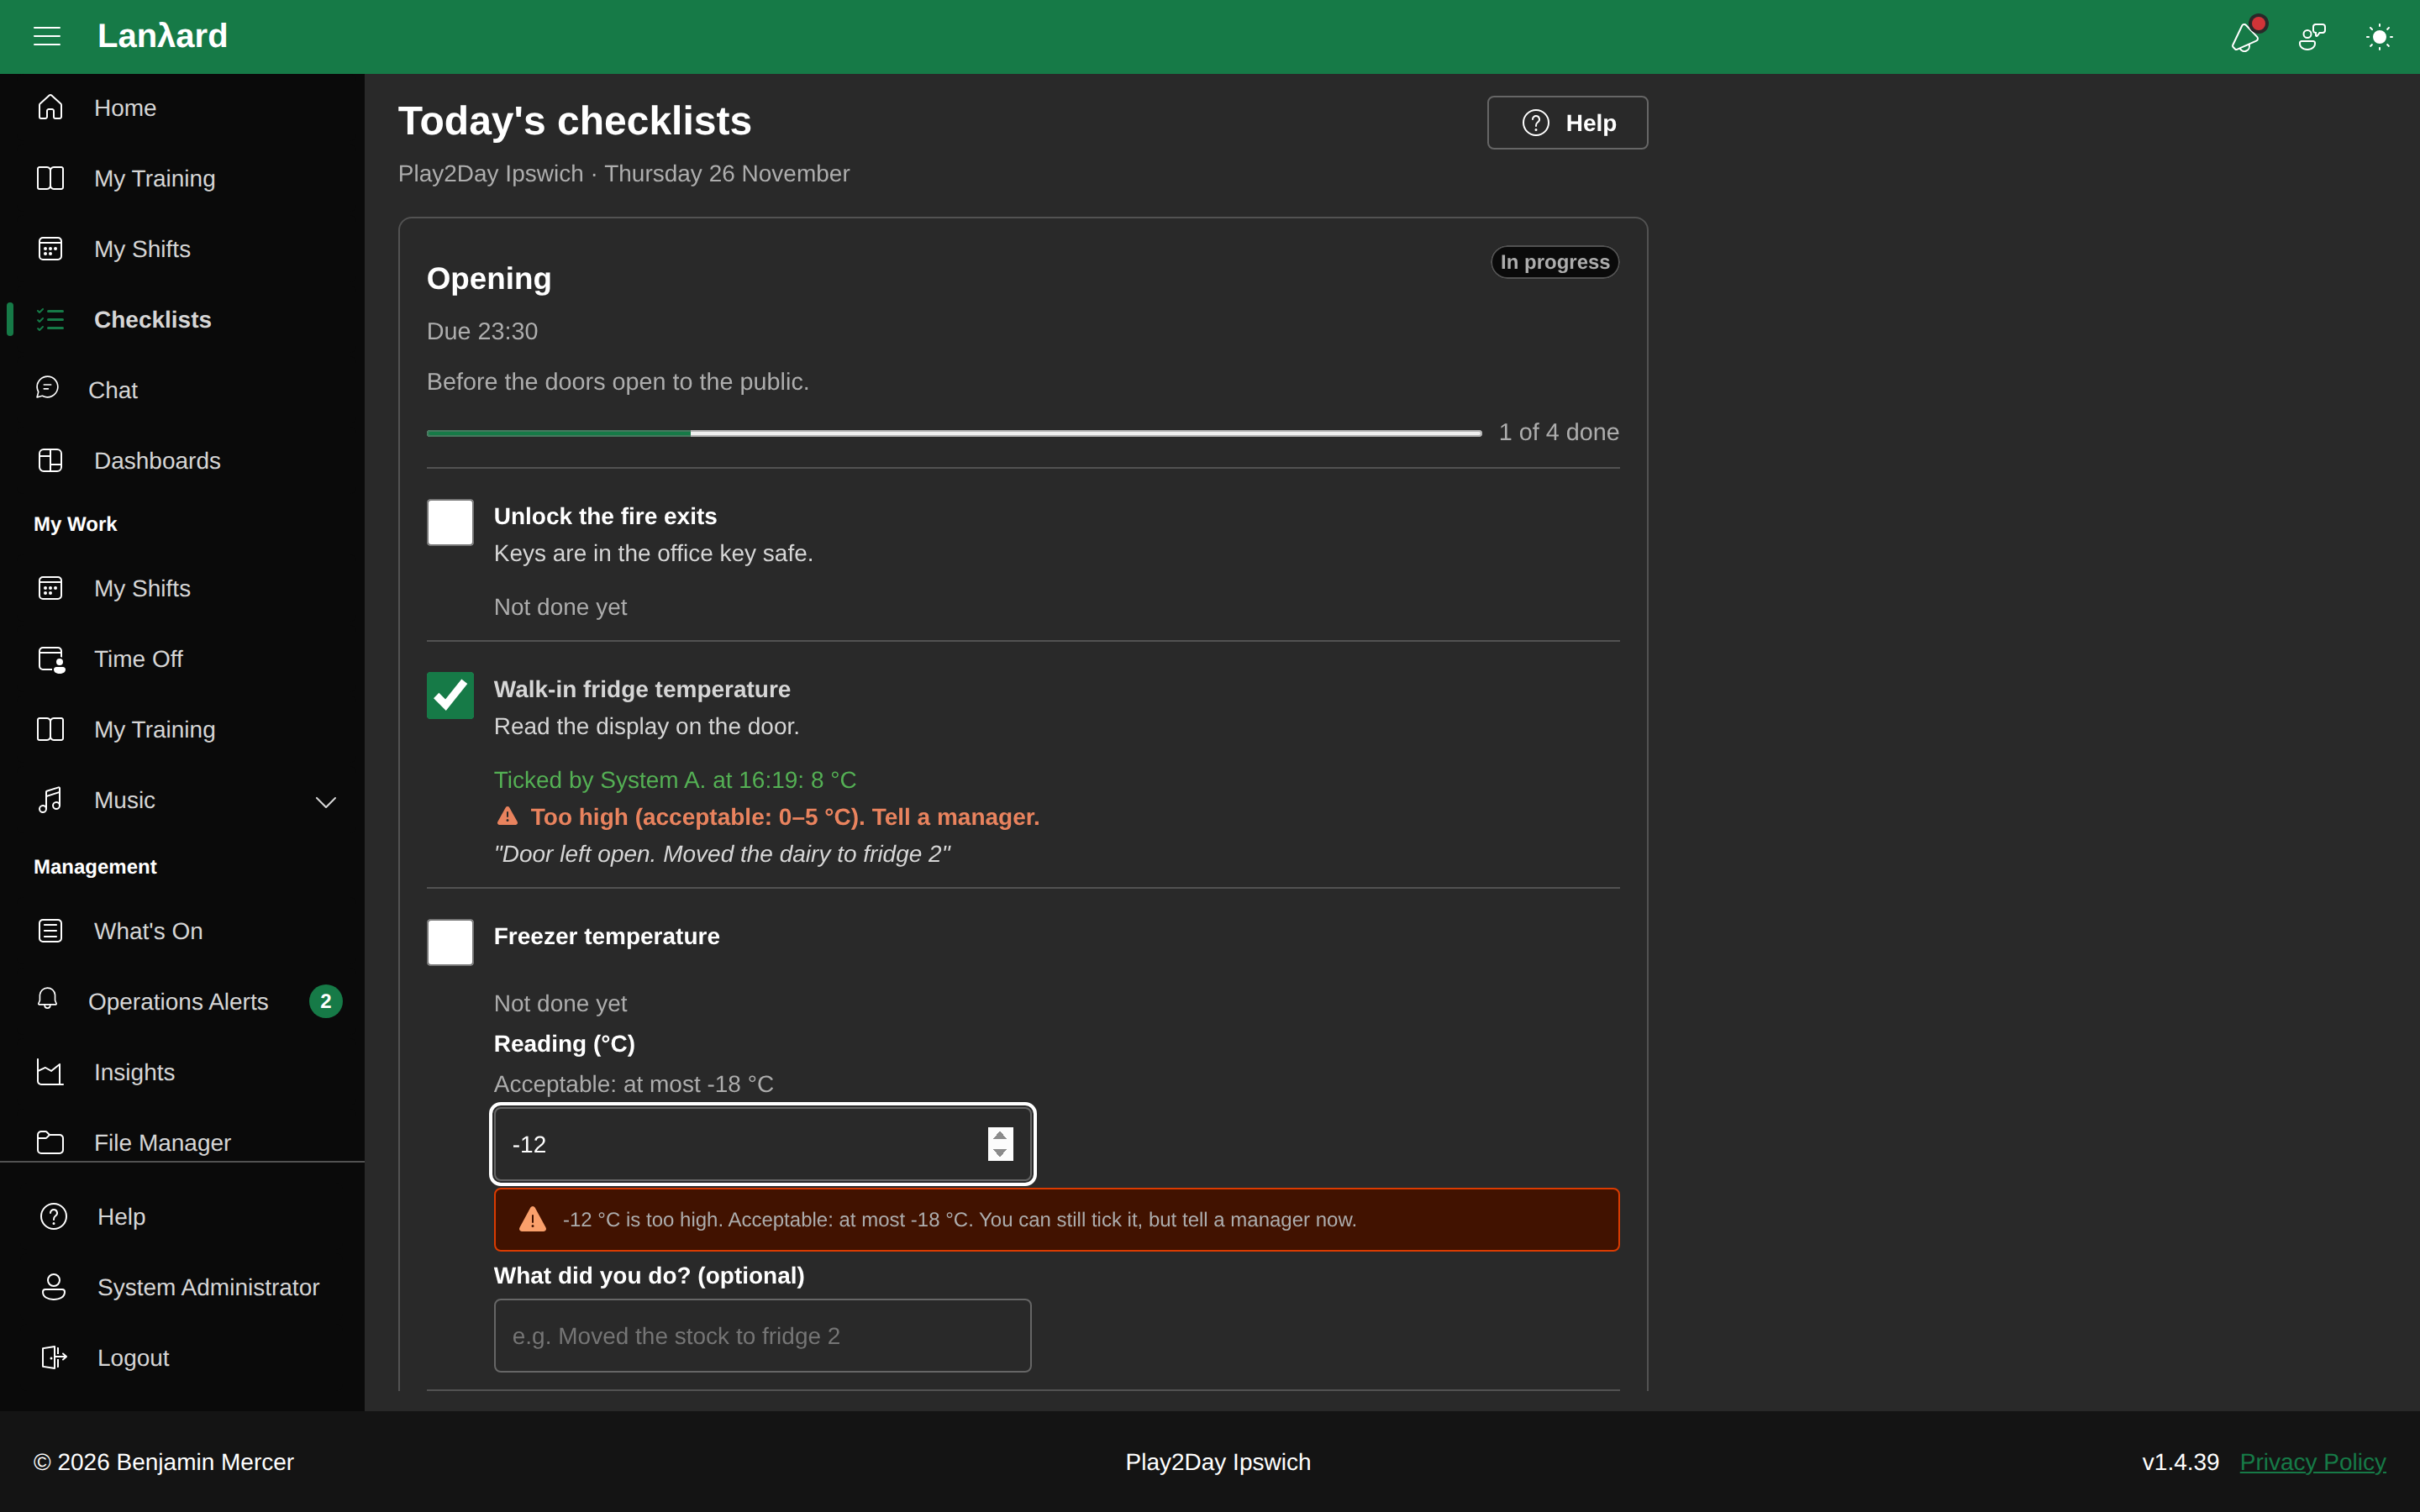 Lanλard
Home
My Training
My Shifts
Checklists
Chat
Dashboards
My Work
My Shifts
Time Off
My Training
Music
Management
What's On
Operations Alerts 2
Insights
File Manager
Help
System Administrator
Logout
Today's checklists
Help
Play2Day Ipswich · Thursday 26 November
Opening
In progress
Due 23:30
Before the doors open to the public.
1 of 4 done
Unlock the fire exits
Keys are in the office key safe.
Not done yet
Walk-in fridge temperature
Read the display on the door.
Ticked by System A. at 16:19: 8 °C
Too high (acceptable: 0–5 °C). Tell a manager.
"Door left open. Moved the dairy to fridge 2"
Freezer temperature
Not done yet
Reading (°C)
Acceptable: at most -18 °C
-12
-12 °C is too high. Acceptable: at most -18 °C. You can still tick it, but tell a manager now.
What did you do? (optional)
e.g. Moved the stock to fridge 2
© 2026 Benjamin Mercer
Play2Day Ipswich
v1.4.39 Privacy Policy